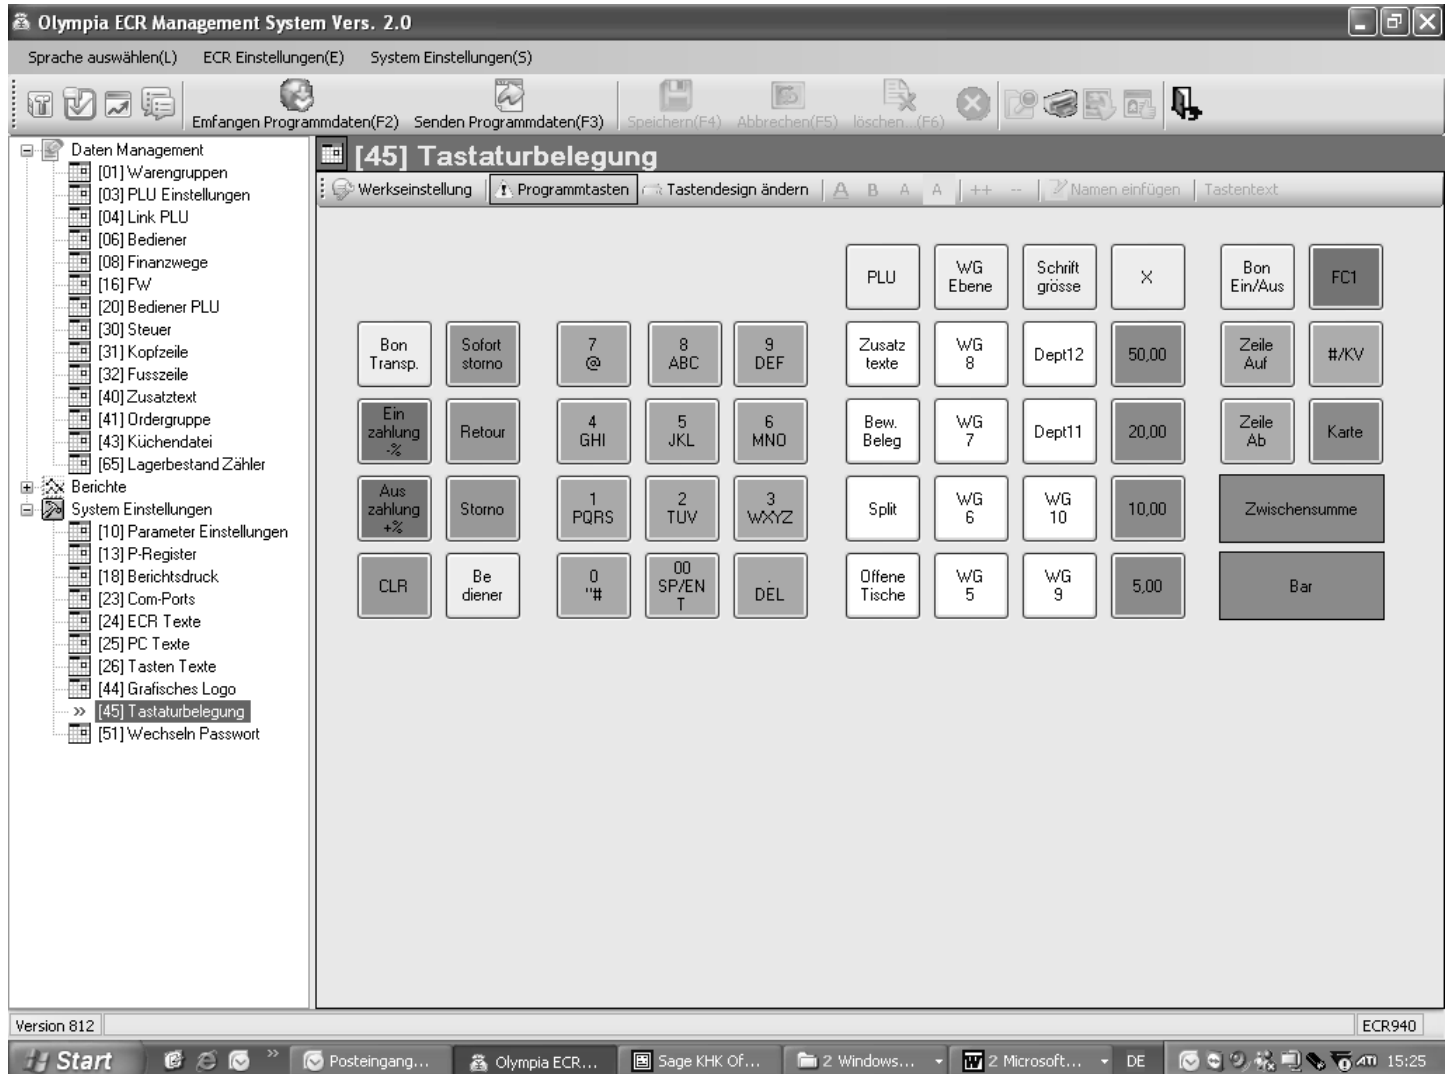 Olympia ECR Management System Vers. 2.0
Sprache auswählen(L) ECR Einstellungen(E) System Einstellungen(S)
Emfangen Programmdaten(F2) Senden Programmdaten(F3) Speichern(F4) Abbrechen(F5) löschen...(F6)
Daten Management
[01] Warengruppen
[03] PLU Einstellungen
[04] Link PLU
[06] Bediener
[08] Finanzwege
[16] FW
[20] Bediener PLU
[30] Steuer
[31] Kopfzeile
[32] Fusszeile
[40] Zusatztext
[41] Ordergruppe
[43] Küchendatei
[65] Lagerbestand Zähler
Berichte
System Einstellungen
[10] Parameter Einstellungen
[13] P-Register
[18] Berichtsdruck
[23] Com-Ports
[24] ECR Texte
[25] PC Texte
[26] Tasten Texte
[44] Grafisches Logo
[45] Tastaturbelegung
[51] Wechseln Passwort
[45] Tastaturbelegung
Werkseinstellung Programmtasten Tastendesign ändern A B A A ++ -- Namen einfügen Tastentext
PLU WG Schrift X Bon FC1
Ebene grösse Ein/Aus
Bon Sofort 7 8 9 Zusatz WG Dept12 50,00 Zeile #/KV
Transp. storno @ ABC DEF texte 8 Auf
Ein
zahlung Retour 4 5 6 Bew. WG Dept11 20,00 Zeile Karte
-% GHI JKL MNO Beleg 7 Ab
Aus
zahlung Storno 1 2 3 Split WG WG 10,00 Zwischensumme
+% PQRS TUV WXYZ 6 10
CLR Be 0 00 . Offene WG WG 5,00 Bar
diener "# SP/EN DEL Tische 5 9
T
Version 812 ECR940
Start Posteingang... Olympia ECR... Sage KHK Of... 2 Windows... 2 Microsoft... DE ATI 15:25